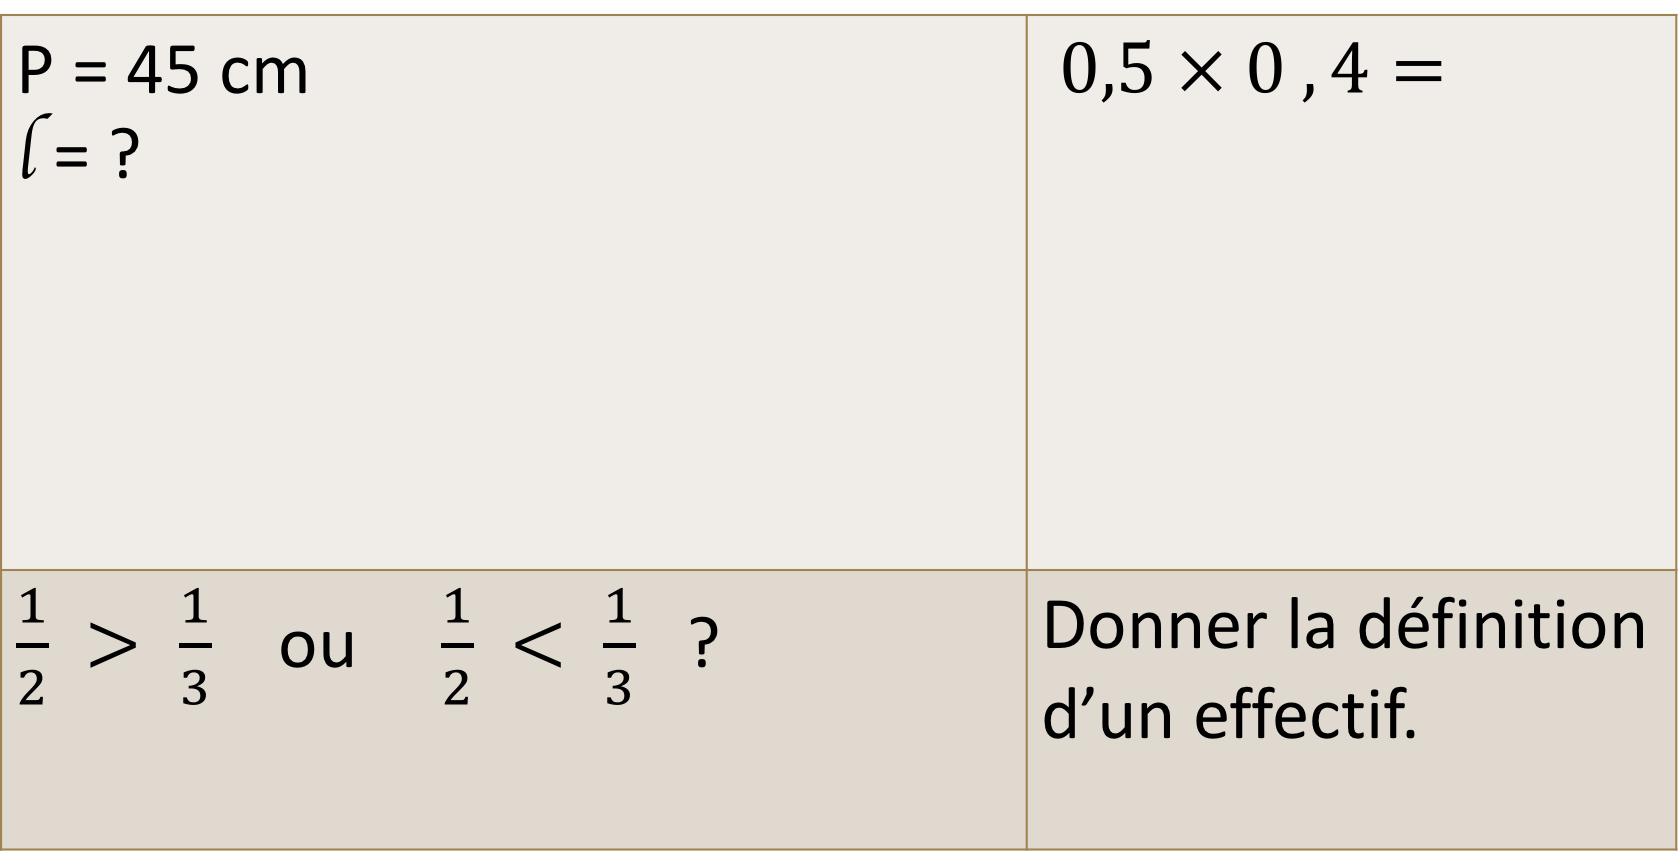 P = 45 cm
l = ?
0,5 × 0 , 4 =
1/2 > 1/3 ou 1/2 < 1/3 ?
Donner la définition
d’un effectif.